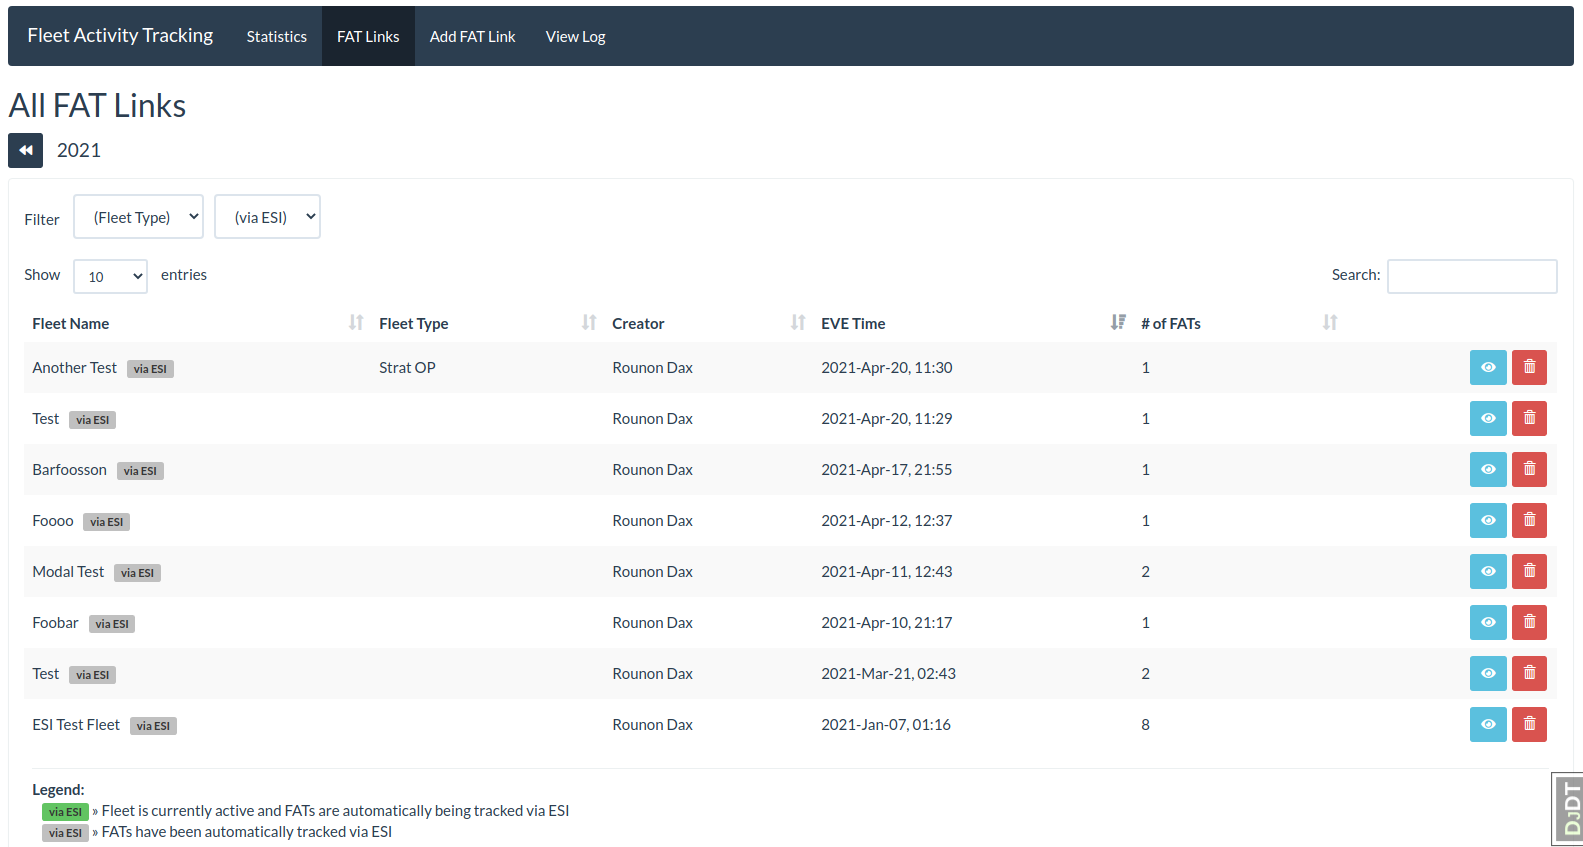 Fleet Activity Tracking Statistics FAT Links Add FAT Link View Log
All FAT Links
2021
Filter (Fleet Type) (via ESI)
Show 10 entries Search:
Fleet Name Fleet Type Creator EVE Time # of FATs
Another Test via ESI Strat OP Rounon Dax 2021-Apr-20, 11:30 1
Test via ESI Rounon Dax 2021-Apr-20, 11:29 1
Barfoosson via ESI Rounon Dax 2021-Apr-17, 21:55 1
Foooo via ESI Rounon Dax 2021-Apr-12, 12:37 1
Modal Test via ESI Rounon Dax 2021-Apr-11, 12:43 2
Foobar via ESI Rounon Dax 2021-Apr-10, 21:17 1
Test via ESI Rounon Dax 2021-Mar-21, 02:43 2
ESI Test Fleet via ESI Rounon Dax 2021-Jan-07, 01:16 8
Legend:
via ESI » Fleet is currently active and FATs are automatically being tracked via ESI
via ESI » FATs have been automatically tracked via ESI
DJDT